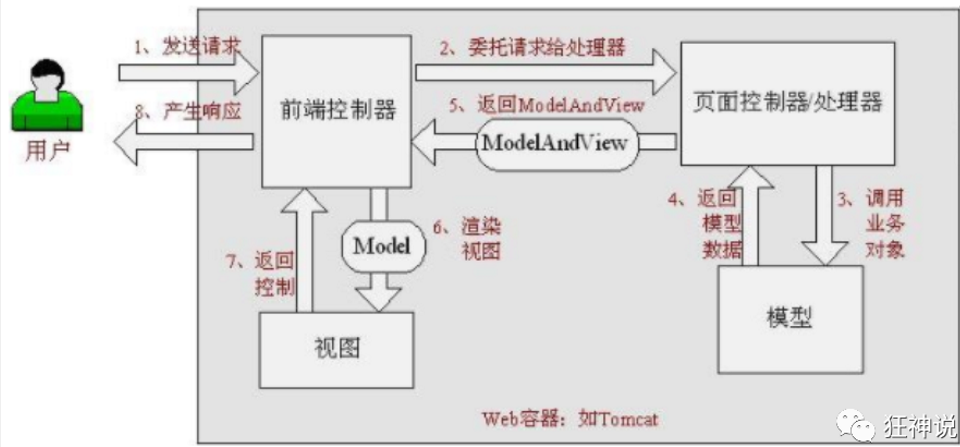 1、发送请求
2、委托请求给处理器
8、产生响应
用户
前端控制器
5、返回ModelAndView
ModelAndView
页面控制器/处理器
4、返回
模型
数据
3、调用
业务
对象
6、渲染
视图
Model
7、返回
控制
视图
模型
Web容器：如Tomcat
狂神说